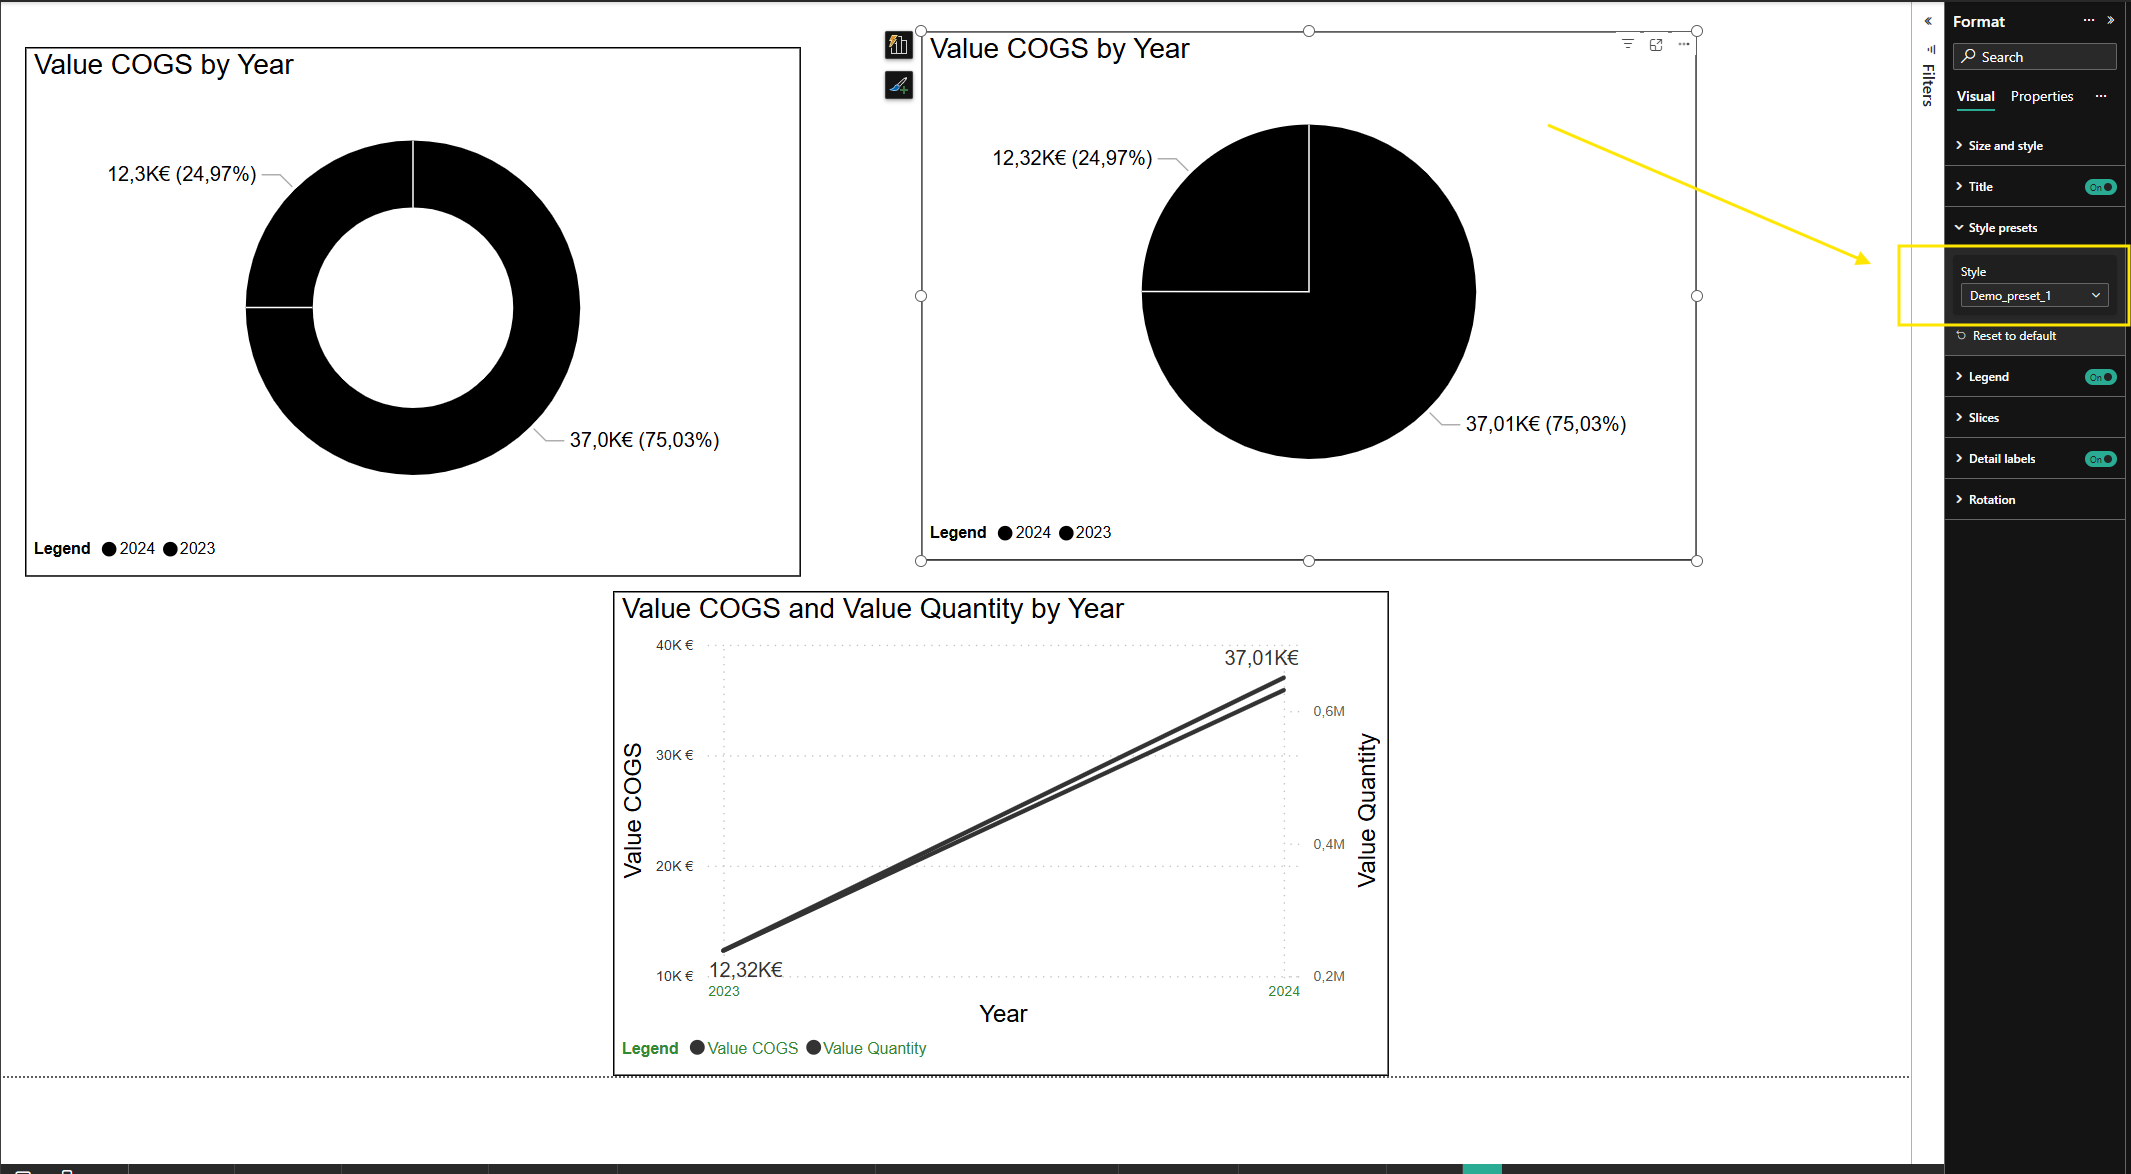 Value COGS by Year
12,3K€ (24,97%)
37,0K€ (75,03%)
Legend 2024 2023
Value COGS by Year
12,32K€ (24,97%)
37,01K€ (75,03%)
Legend 2024 2023
Value COGS and Value Quantity by Year
40K €
30K €
20K €
10K €
Value COGS
37,01K€
12,32K€
0,6M
0,4M
0,2M
Value Quantity
2023
2024
Year
Legend Value COGS Value Quantity
Filters
Format
Search
Visual Properties
Size and style
Title On
Style presets
Style
Demo_preset_1
Reset to default
Legend On
Slices
Detail labels On
Rotation